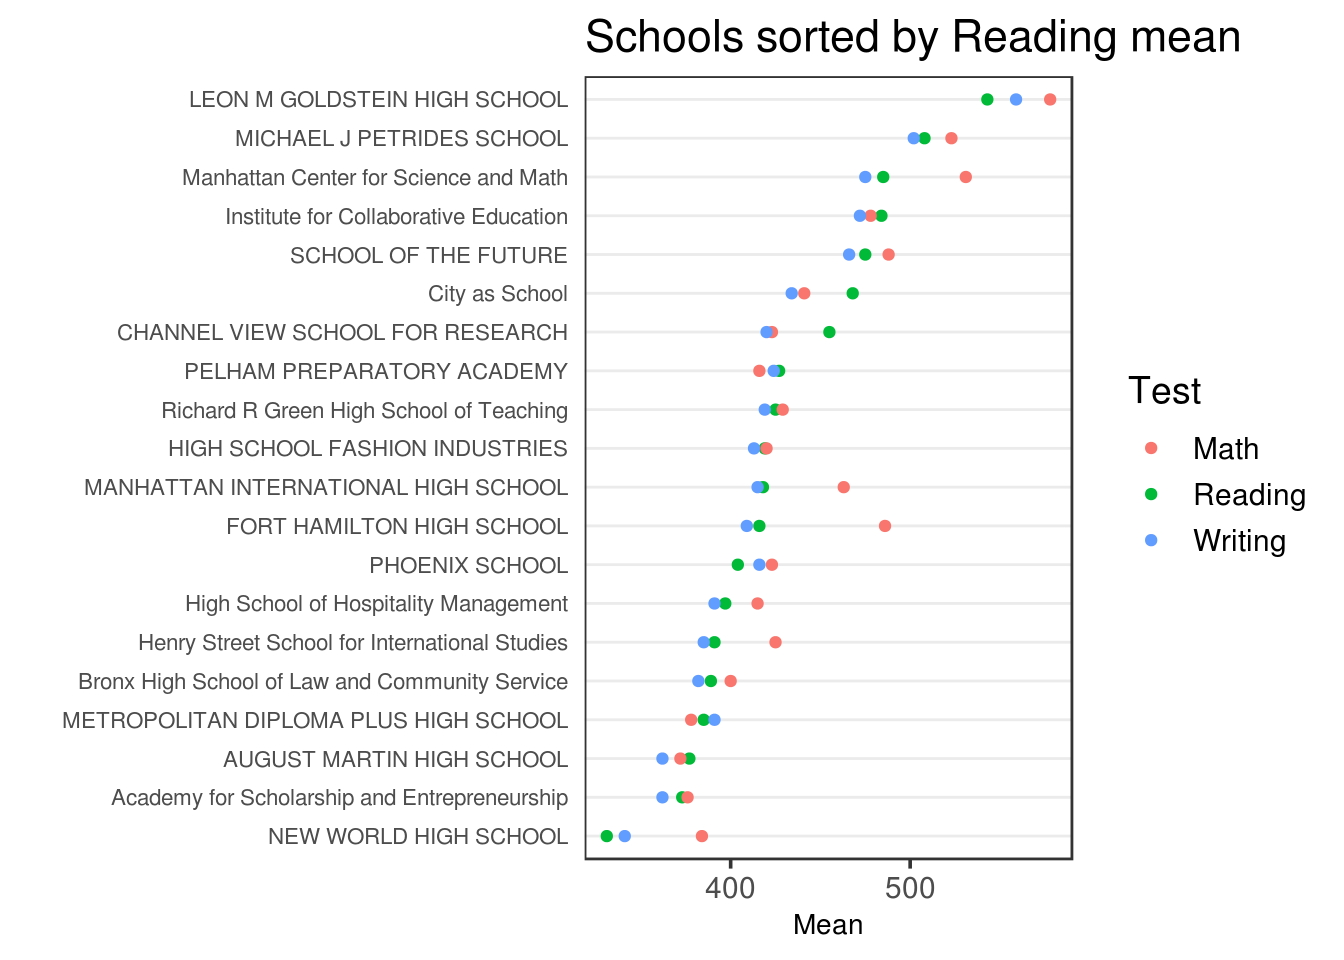 Schools sorted by Reading mean
LEON M GOLDSTEIN HIGH SCHOOL
MICHAEL J PETRIDES SCHOOL
Manhattan Center for Science and Math
Institute for Collaborative Education
SCHOOL OF THE FUTURE
City as School
CHANNEL VIEW SCHOOL FOR RESEARCH
PELHAM PREPARATORY ACADEMY
Richard R Green High School of Teaching
HIGH SCHOOL FASHION INDUSTRIES
MANHATTAN INTERNATIONAL HIGH SCHOOL
FORT HAMILTON HIGH SCHOOL
PHOENIX SCHOOL
High School of Hospitality Management
Henry Street School for International Studies
Bronx High School of Law and Community Service
METROPOLITAN DIPLOMA PLUS HIGH SCHOOL
AUGUST MARTIN HIGH SCHOOL
Academy for Scholarship and Entrepreneurship
NEW WORLD HIGH SCHOOL
400 500
Mean
Test
Math
Reading
Writing